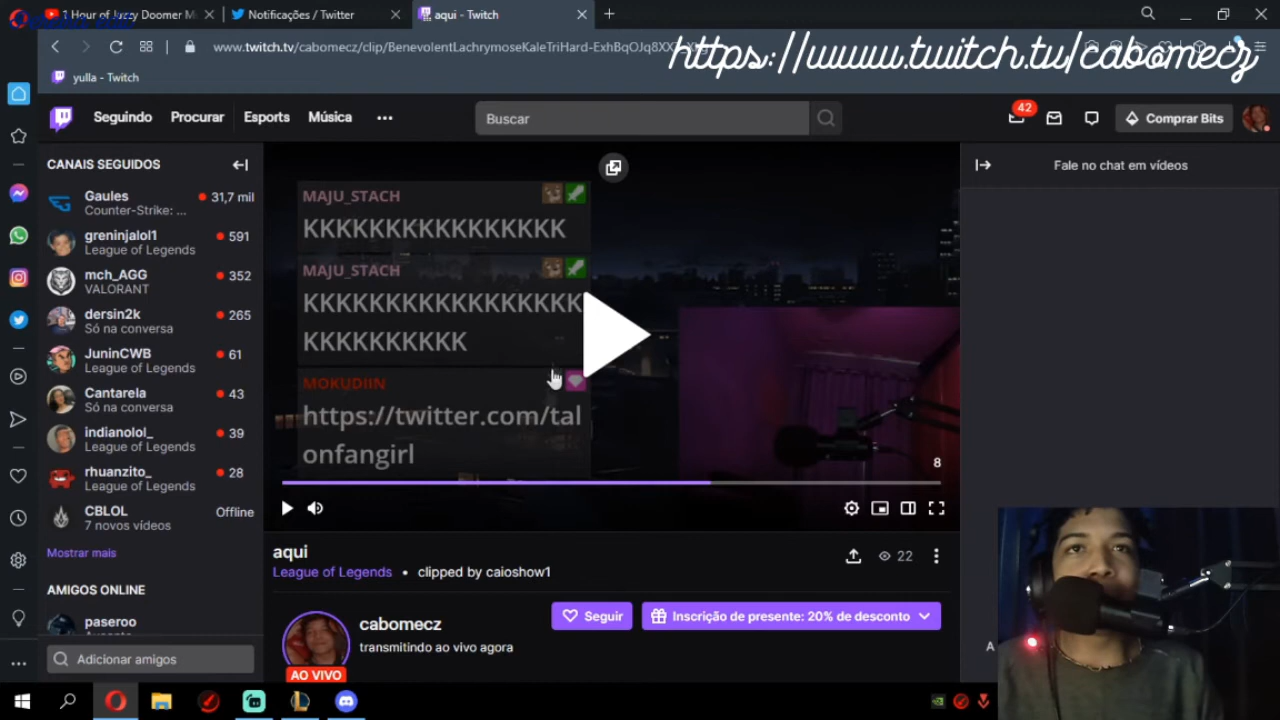 1 Hour of Jazzy Doomer M
Notificações / Twitter
aqui - Twitch
www.twitch.tv/cabomecz/clip/BenevolentLachrymoseKaleTriHard-ExhBqOJq8XX
https://www.twitch.tv/cabomecz
yulla - Twitch
Seguindo
Procurar
Esports
Música
Buscar
42
Comprar Bits
CANAIS SEGUIDOS
Gaules
31,7 mil
Counter-Strike: ...
greninjalol1
591
League of Legends
mch_AGG
352
VALORANT
dersin2k
265
Só na conversa
JuninCWB
61
League of Legends
Cantarela
43
Só na conversa
indianolol_
39
League of Legends
rhuanzito_
28
League of Legends
CBLOL
Offline
7 novos vídeos
Mostrar mais
AMIGOS ONLINE
paseroo
Adicionar amigos
MAJU_STACH
KKKKKKKKKKKKKKKK
MAJU_STACH
KKKKKKKKKKKKKKKKK
KKKKKKKKKK
MOKUDIIN
https://twitter.com/tal
onfangirl
8
aqui
22
League of Legends • clipped by caioshow1
cabomecz
transmitindo ao vivo agora
AO VIVO
Seguir
Inscrição de presente: 20% de desconto
Fale no chat em vídeos
A